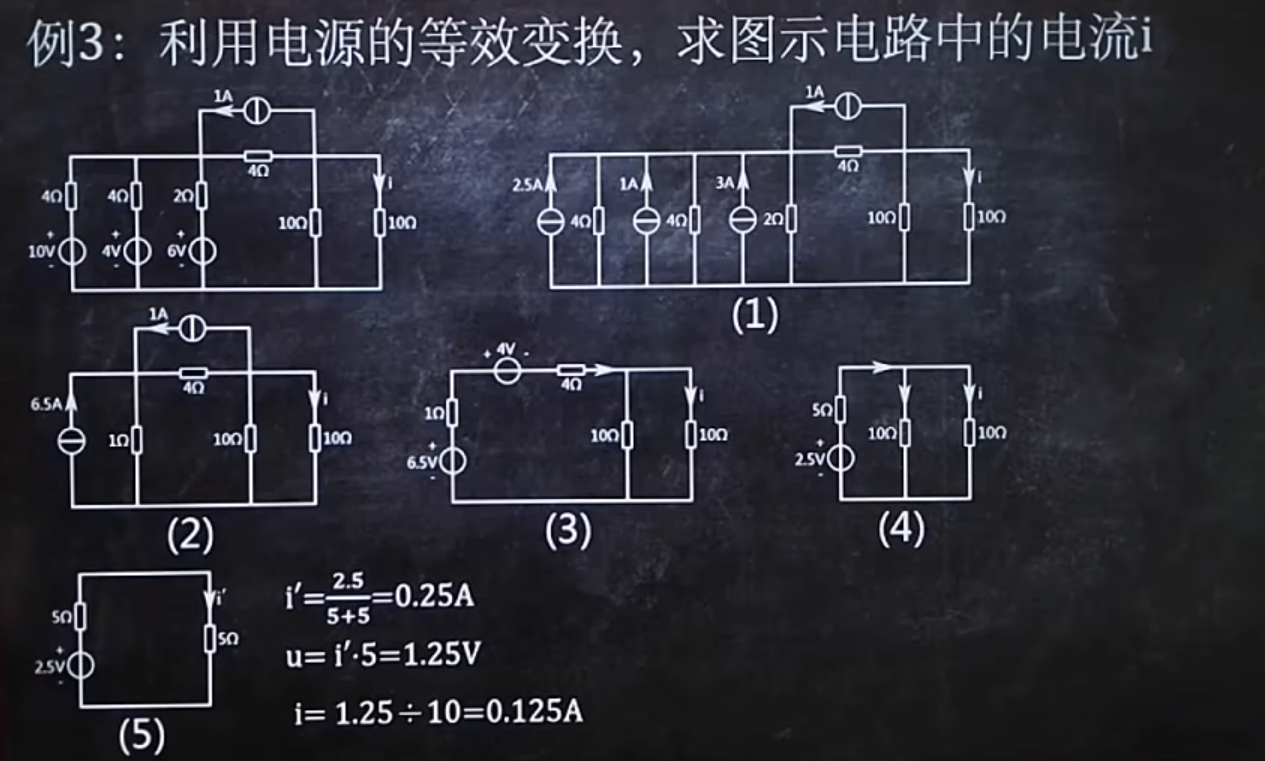 例3：利用电源的等效变换，求图示电路中的电流i
1A
4Ω
4Ω 4Ω 2Ω
i
10Ω 10Ω
+ + +
10V 4V 6V
- - -
1A
4Ω
2.5A 1A 3A
i
4Ω 4Ω 2Ω 10Ω 10Ω
(1)
1A
4Ω
6.5A
i
1Ω 10Ω 10Ω
(2)
+ 4V -
4Ω
i
1Ω
10Ω 10Ω
+
6.5V
-
(3)
i
5Ω
10Ω 10Ω
+
2.5V
-
(4)
i′
5Ω
5Ω
+
2.5V
-
(5)
i′=2.5/5+5=0.25A
u= i′·5=1.25V
i= 1.25÷10=0.125A